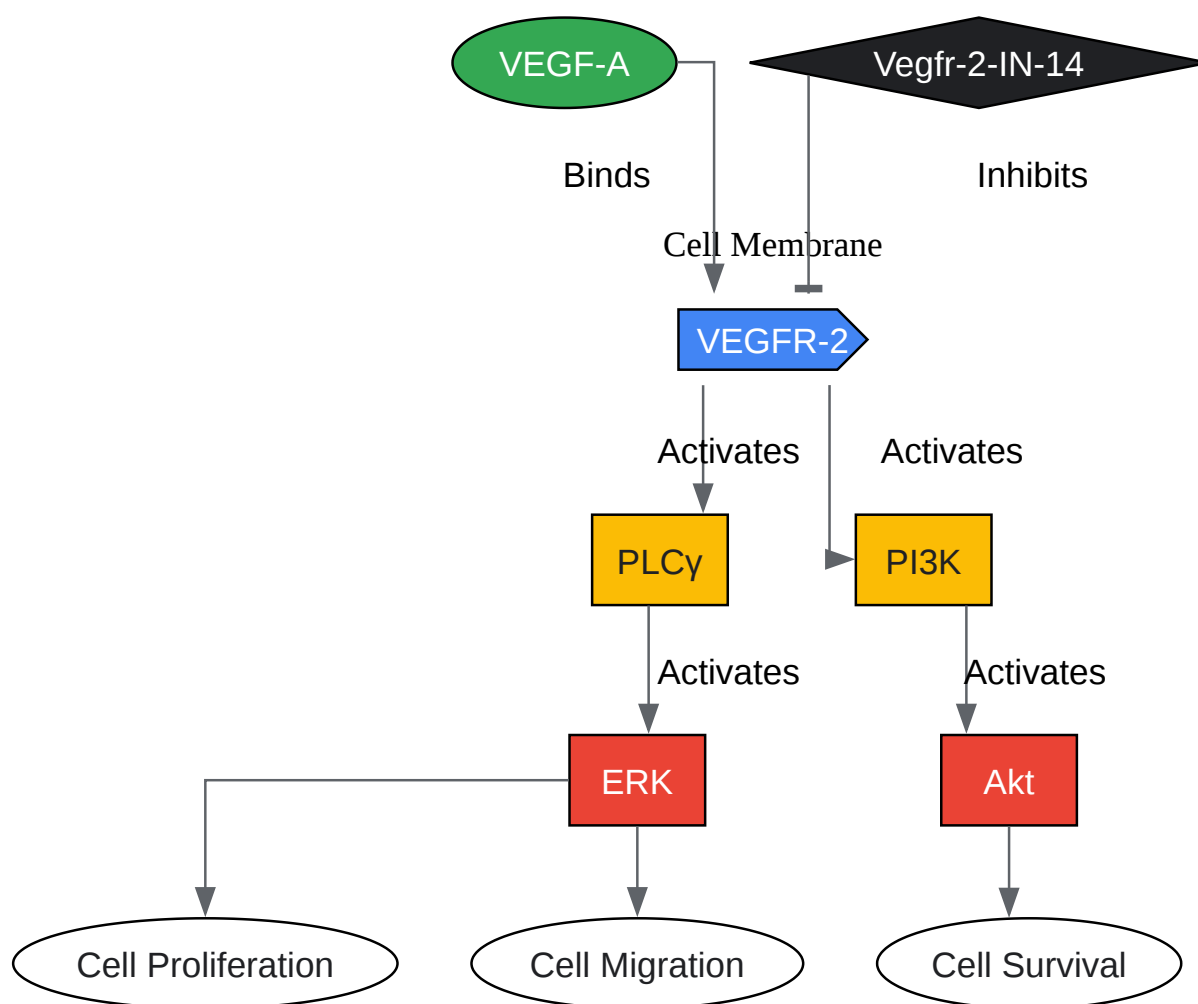 VEGF-A
Vegfr-2-IN-14
Binds
Inhibits
Cell Membrane
VEGFR-2
Activates
Activates
PLCγ
PI3K
Activates
Activates
ERK
Akt
Cell Proliferation
Cell Migration
Cell Survival